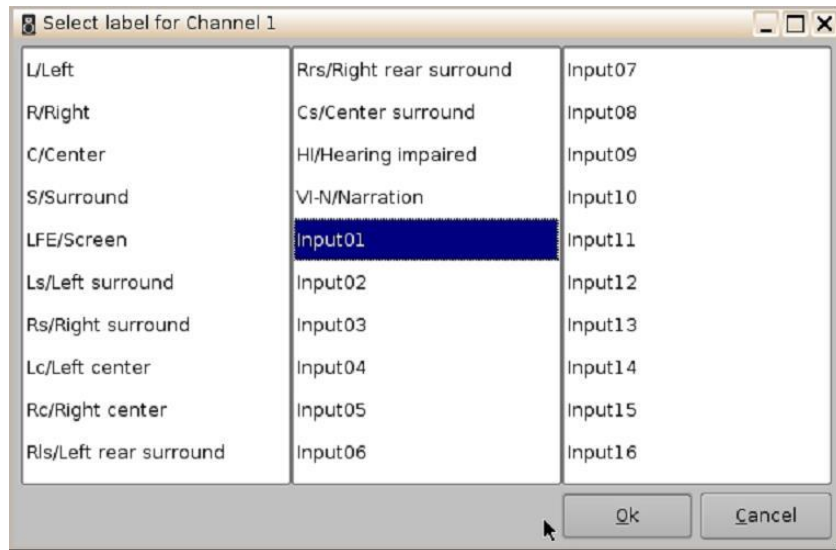 Select label for Channel 1
L/Left
R/Right
C/Center
S/Surround
LFE/Screen
Ls/Left surround
Rs/Right surround
Lc/Left center
Rc/Right center
Rls/Left rear surround
Rrs/Right rear surround
Cs/Center surround
HI/Hearing impaired
VI-N/Narration
Input01
Input02
Input03
Input04
Input05
Input06
Input07
Input08
Input09
Input10
Input11
Input12
Input13
Input14
Input15
Input16
Ok
Cancel